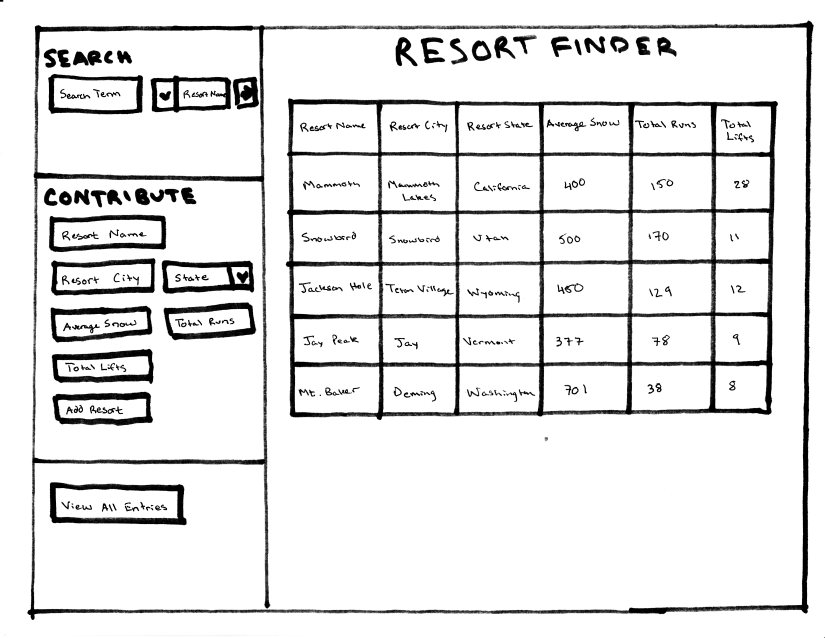 SEARCH
Search Term
Resort Name
CONTRIBUTE
Resort Name
Resort City State
Average Snow Total Runs
Total Lifts
Add Resort
View All Entries
RESORT FINDER
Resort Name Resort City Resort State Average Snow Total Runs Total
Lifts
Mammoth Mammoth California 400 150 28
Lakes
Snowbird Snowbird Utah 500 170 11
Jackson Hole Teton Village Wyoming 450 129 12
Jay Peak Jay Vermont 377 78 9
Mt. Baker Deming Washington 701 38 8